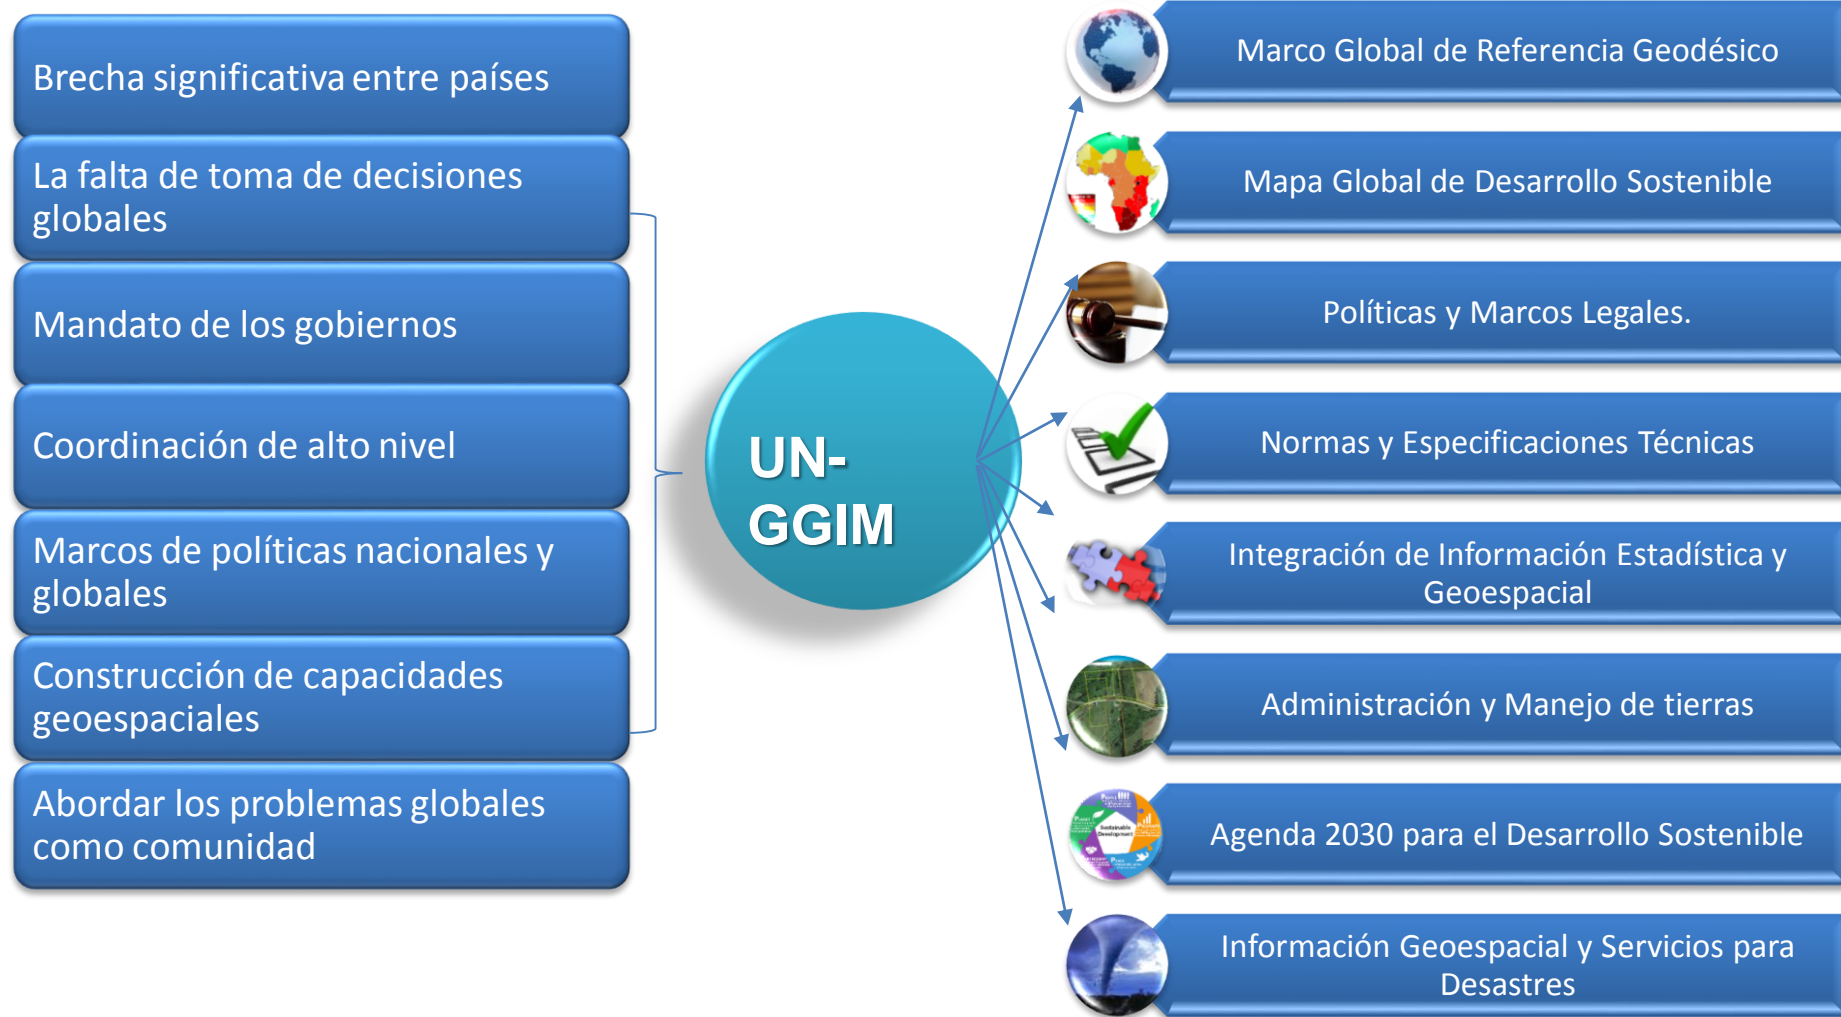 Brecha significativa entre países
La falta de toma de decisiones
globales
Mandato de los gobiernos
Coordinación de alto nivel
Marcos de políticas nacionales y
globales
Construcción de capacidades
geoespaciales
Abordar los problemas globales
como comunidad
UN-
GGIM
Marco Global de Referencia Geodésico
Mapa Global de Desarrollo Sostenible
Políticas y Marcos Legales.
Normas y Especificaciones Técnicas
Integración de Información Estadística y
Geoespacial
Administración y Manejo de tierras
Sustainable
Development
Agenda 2030 para el Desarrollo Sostenible
Información Geoespacial y Servicios para
Desastres